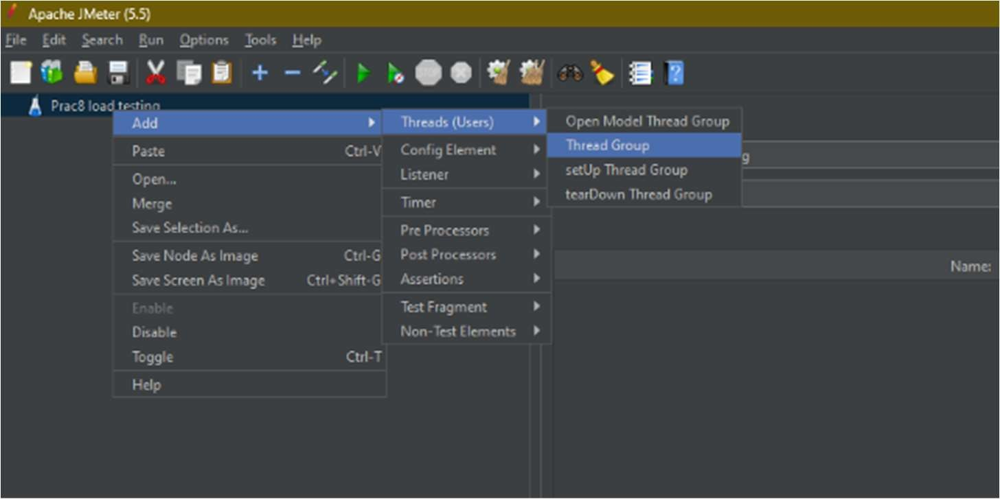 Apache JMeter (5.5)
File Edit Search Run Options Tools Help
Prac8 load testing
Add
Paste Ctrl-V
Open...
Merge
Save Selection As...
Save Node As Image Ctrl-G
Save Screen As Image Ctrl+Shift-G
Enable
Disable
Toggle Ctrl-T
Help
Threads (Users)
Config Element
Listener
Timer
Pre Processors
Post Processors
Assertions
Test Fragment
Non-Test Elements
Open Model Thread Group
Thread Group
setUp Thread Group
tearDown Thread Group
g
Name: